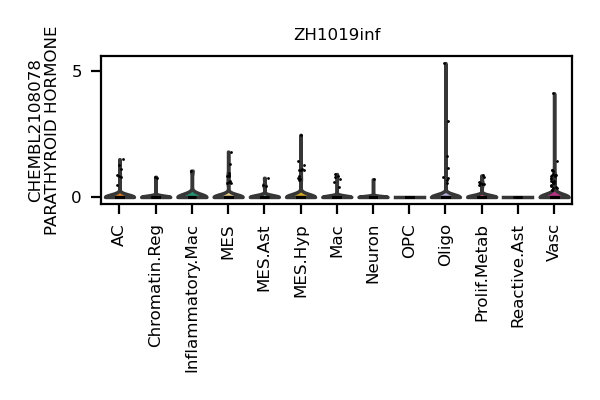 ZH1019inf
CHEMBL2108078
PARATHYROID HORMONE
5
0
AC
Chromatin.Reg
Inflammatory.Mac
MES
MES.Ast
MES.Hyp
Mac
Neuron
OPC
Oligo
Prolif.Metab
Reactive.Ast
Vasc